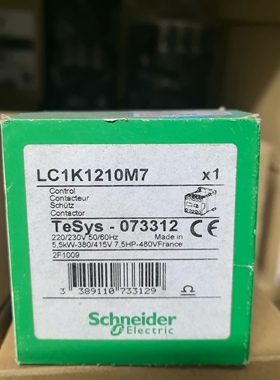 LC1K1210M7 x1
Control
Contacteur
Schütz
Contactor
TeSys - 073312 CE
220/230V 50/60Hz Made in
5,5kW-380/415V 7,5HP-480V France
2F1009
3 389110 733129
Schneider
Electric